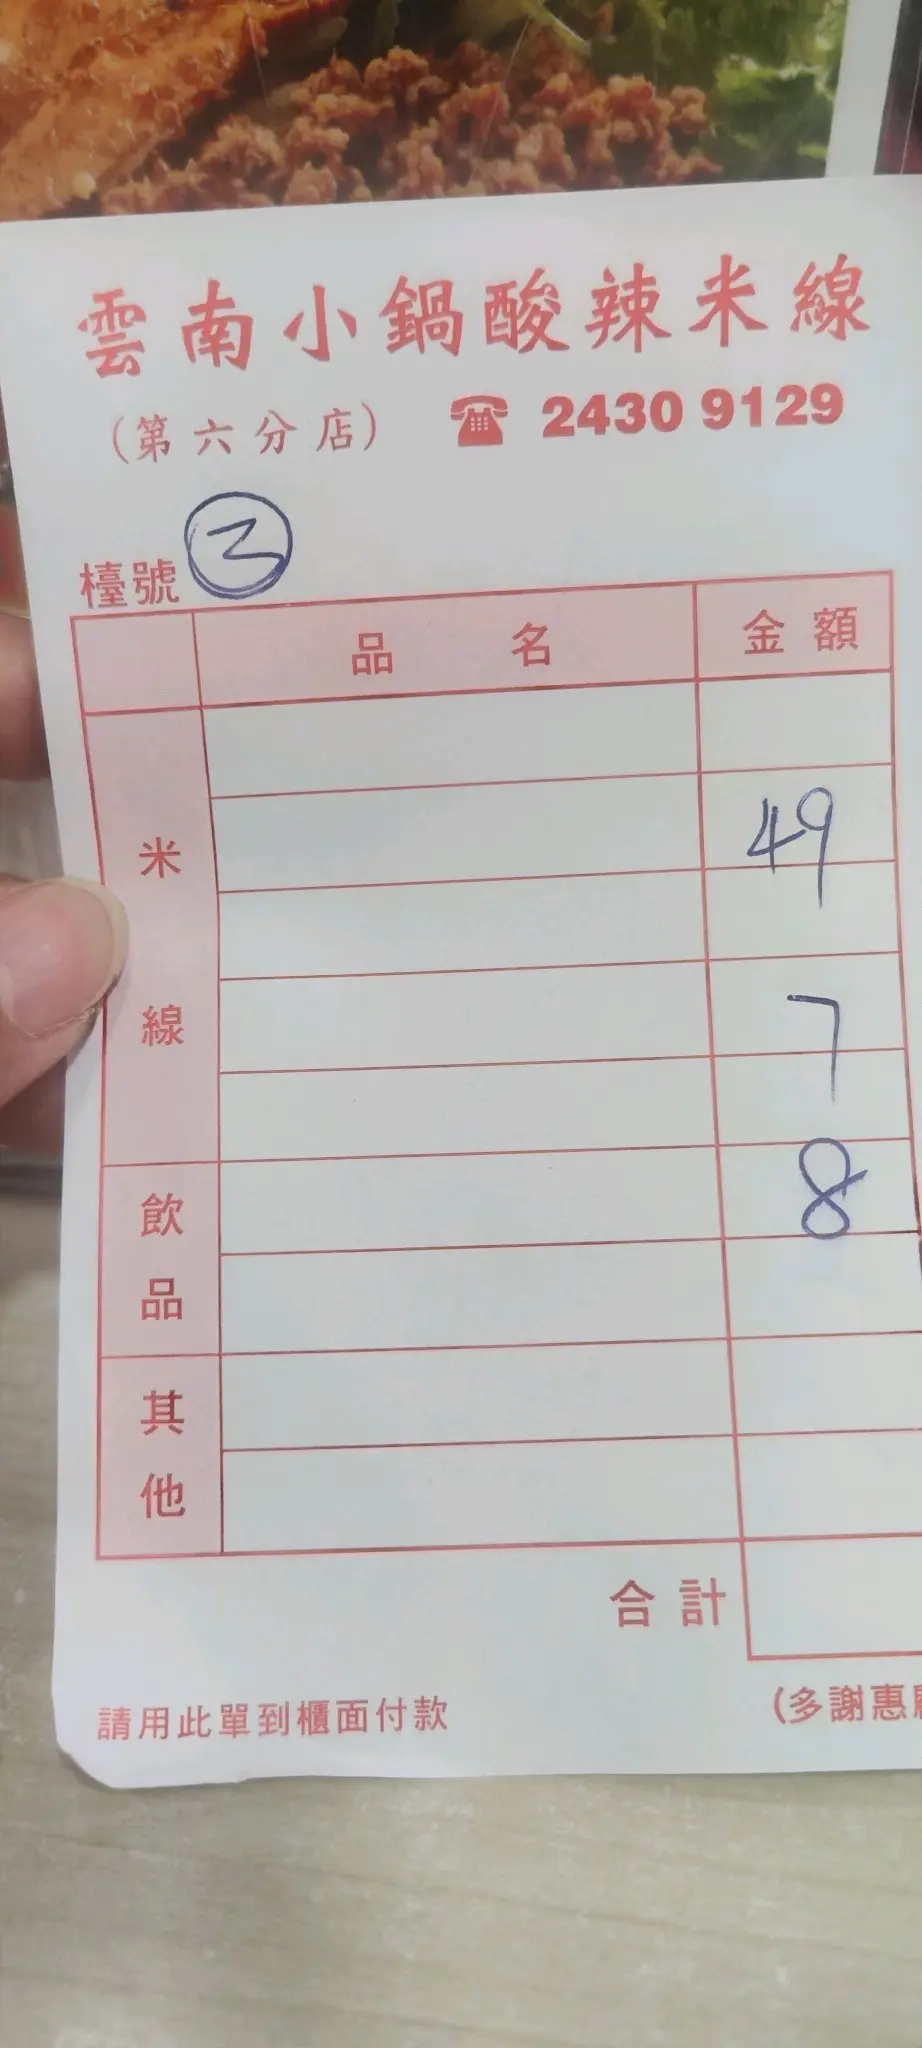 雲南小鍋酸辣米線
(第六分店) ☎ 2430 9129
檯號 2
品 名 金額
米線
49
7
飲品 8
其他
合計
請用此單到櫃面付款 (多謝惠